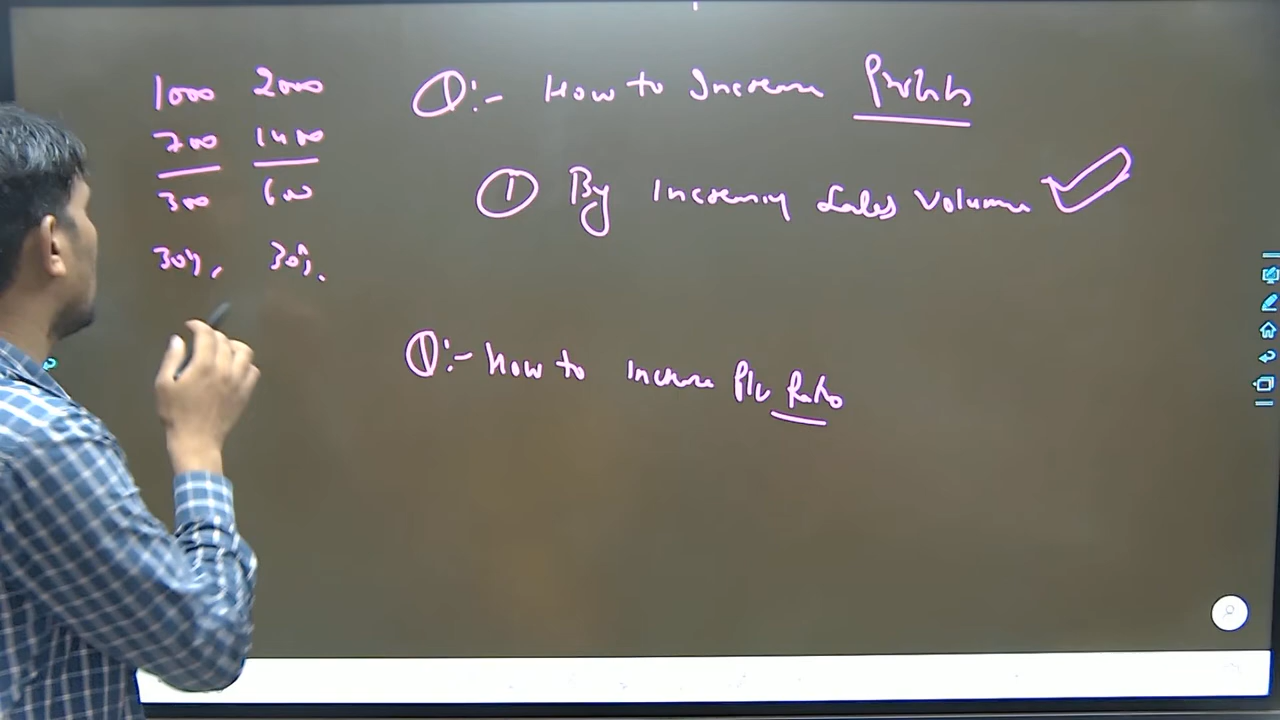 1000 2000
700 1400
300 600
30%. 30%.
Q:- How to Increase Profits
① By Increasing Sales Volume ✓
Q:- How to Increase P/V Ratio